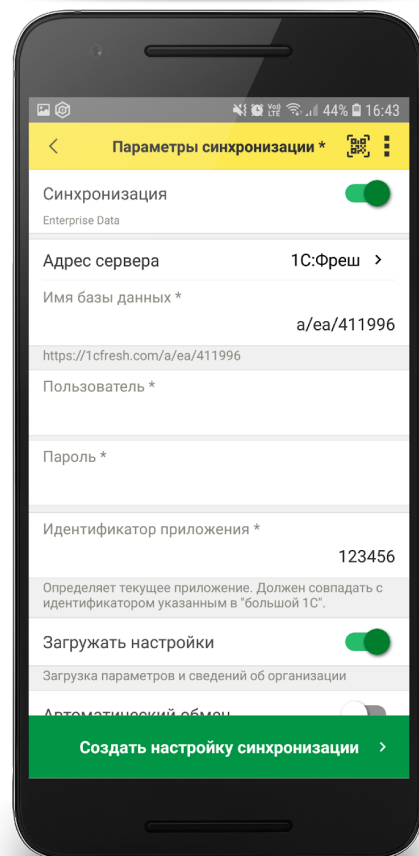 44% 16:43
Параметры синхронизации *
Синхронизация
Enterprise Data
Адрес сервера 1С:Фреш >
Имя базы данных *
a/ea/411996
https://1cfresh.com/a/ea/411996
Пользователь *
Пароль *
Идентификатор приложения *
123456
Определяет текущее приложение. Должен совпадать с
идентификатором указанным в "большой 1С".
Загружать настройки
Загрузка параметров и сведений об организации
Автоматический обмен
Создать настройку синхронизации >